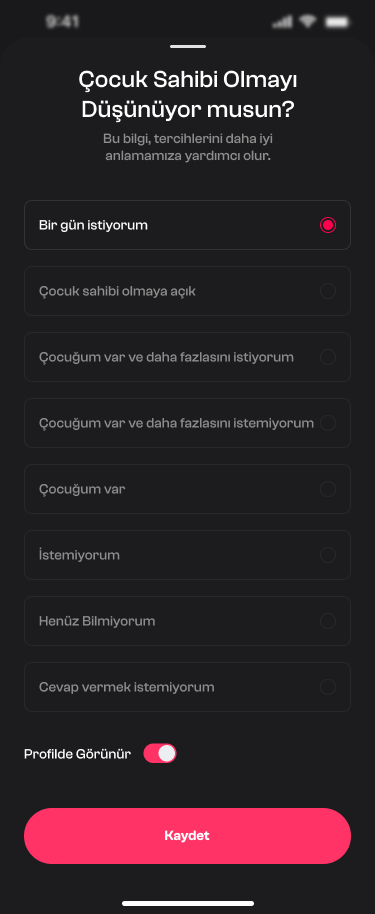 9:41
Çocuk Sahibi Olmayı
Düşünüyor musun?
Bu bilgi, tercihlerini daha iyi
anlamamıza yardımcı olur.
Bir gün istiyorum
Çocuk sahibi olmaya açık
Çocuğum var ve daha fazlasını istiyorum
Çocuğum var ve daha fazlasını istemiyorum
Çocuğum var
İstemiyorum
Henüz Bilmiyorum
Cevap vermek istemiyorum
Profilde Görünür
Kaydet